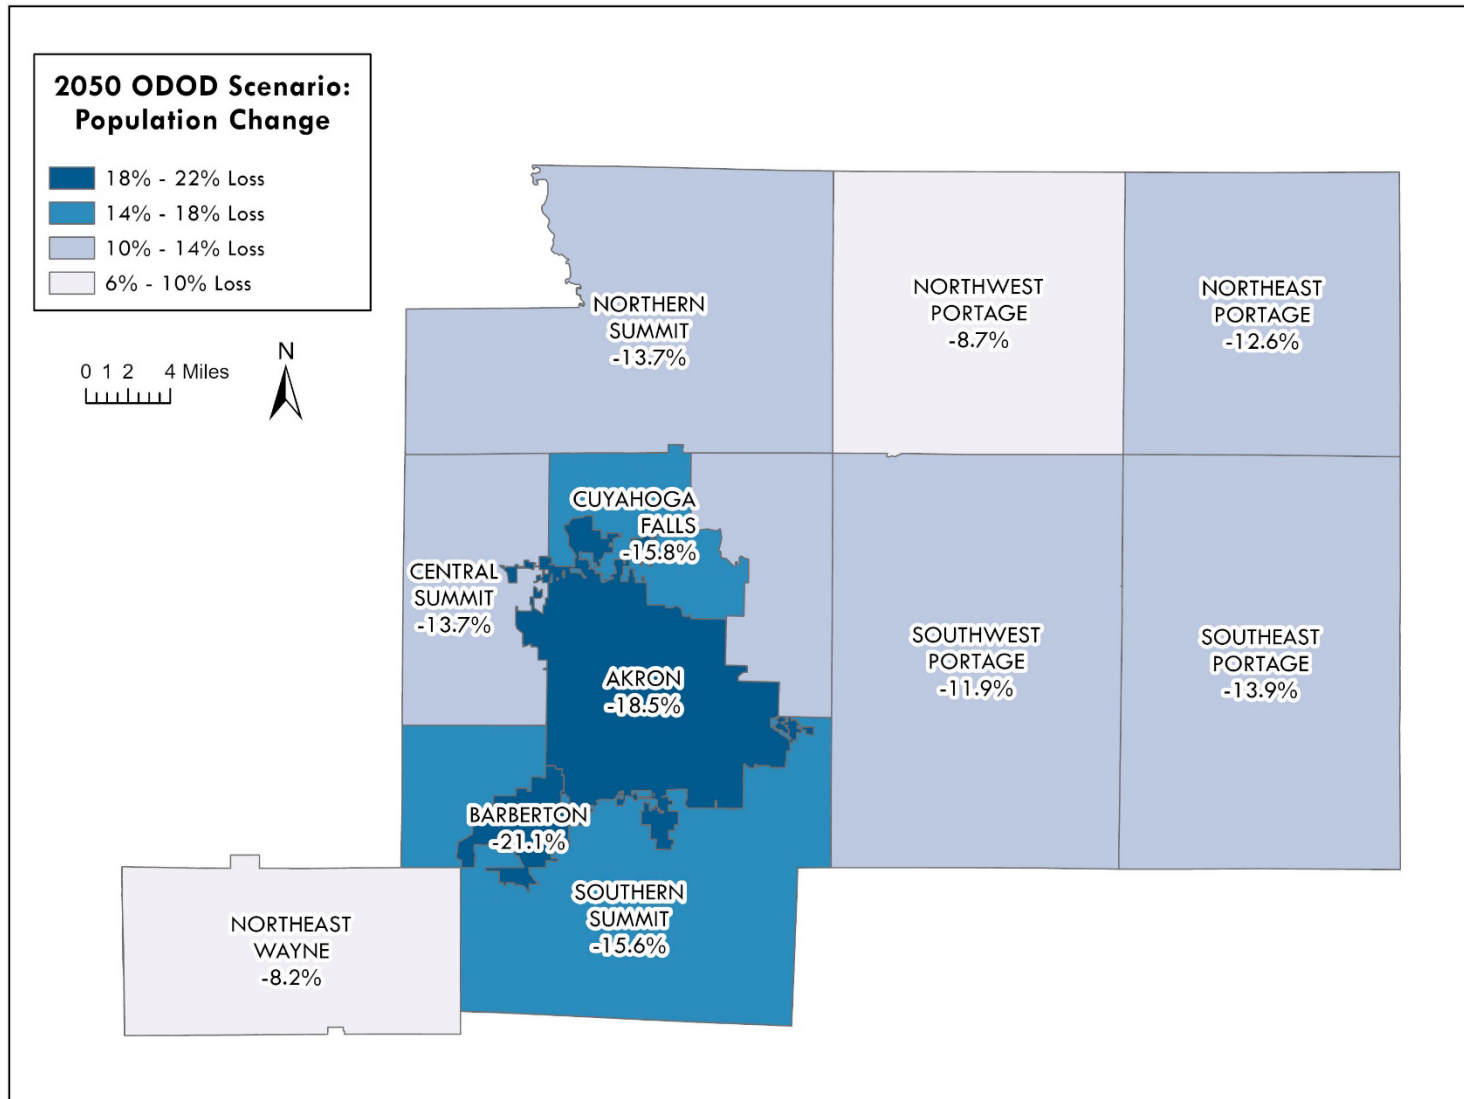 2050 ODOD Scenario:
Population Change
18% - 22% Loss
14% - 18% Loss
10% - 14% Loss
6% - 10% Loss
0 1 2 4 Miles
N
NORTHERN
SUMMIT
-13.7%
NORTHWEST
PORTAGE
-8.7%
NORTHEAST
PORTAGE
-12.6%
CUYAHOGA
FALLS
-15.8%
CENTRAL
SUMMIT
-13.7%
AKRON
-18.5%
SOUTHWEST
PORTAGE
-11.9%
SOUTHEAST
PORTAGE
-13.9%
BARBERTON
-21.1%
SOUTHERN
SUMMIT
-15.6%
NORTHEAST
WAYNE
-8.2%